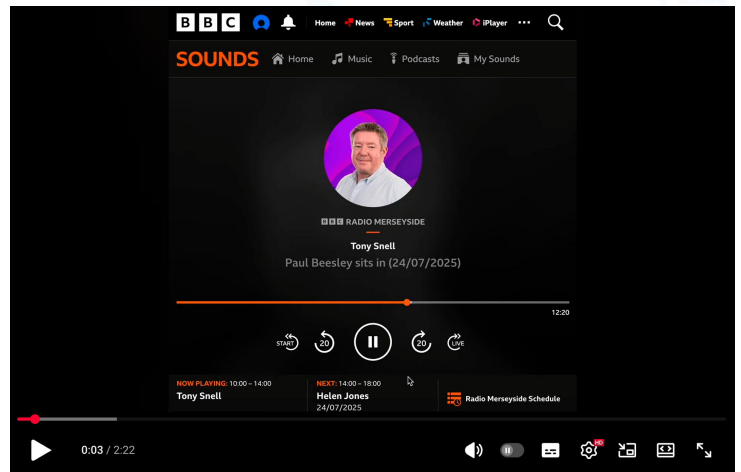 BBC
Home News Sport Weather iPlayer
SOUNDS Home Music Podcasts My Sounds
BBC RADIO MERSEYSIDE
Tony Snell
Paul Beesley sits in (24/07/2025)
12:20
START 20 20 LIVE
NOW PLAYING: 10:00 – 14:00 NEXT: 14:00 – 18:00
Tony Snell Helen Jones Radio Merseyside Schedule
24/07/2025
0:03 / 2:22 HD